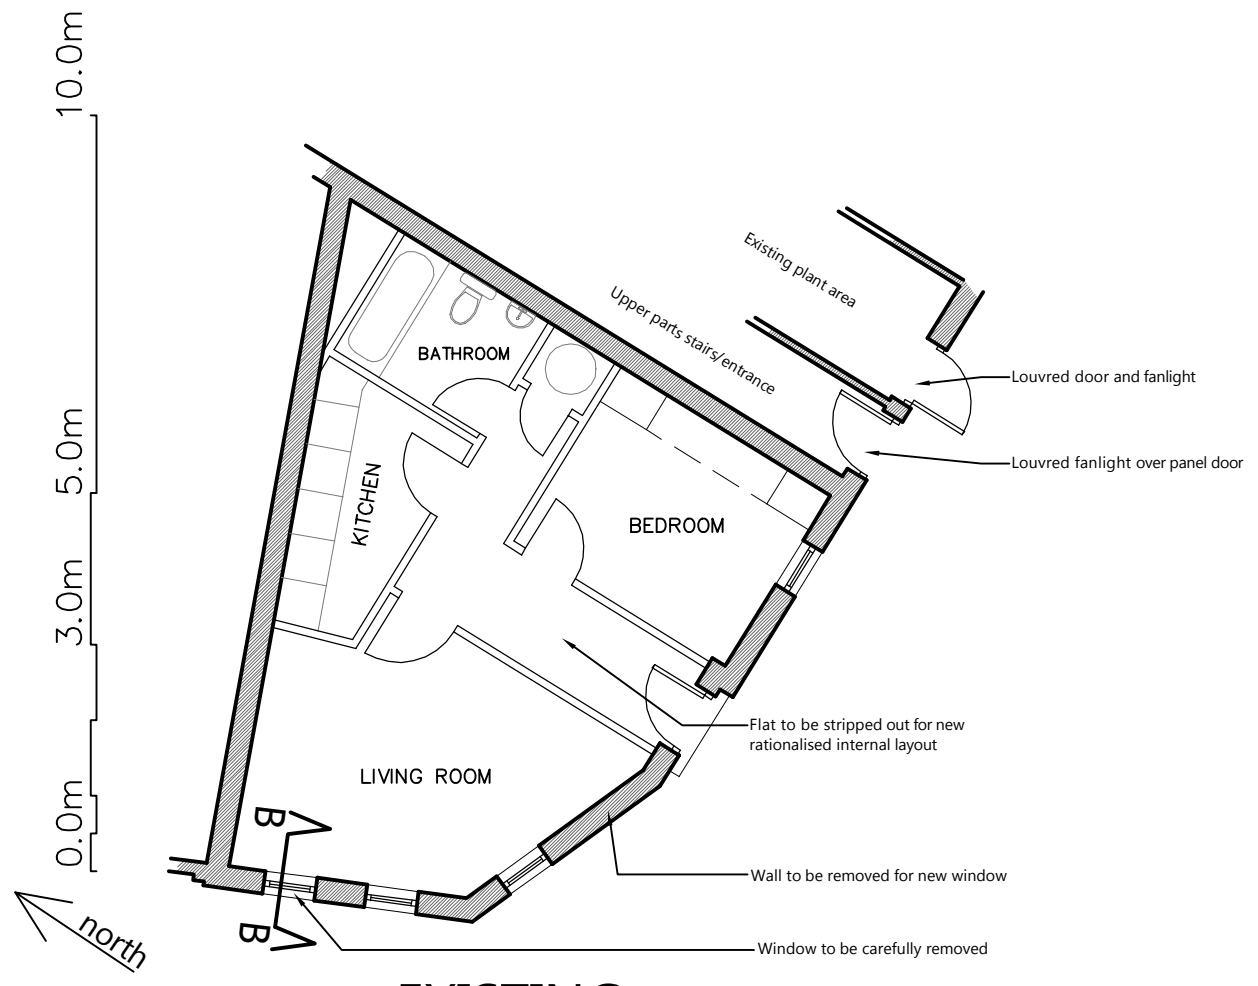 10.0m
5.0m
3.0m
0.0m
north
Existing plant area
Upper parts stairs/entrance
BATHROOM
KITCHEN
BEDROOM
LIVING ROOM
Louvred door and fanlight
Louvred fanlight over panel door
Flat to be stripped out for new
rationalised internal layout
Wall to be removed for new window
Window to be carefully removed
B
B
EXISTING